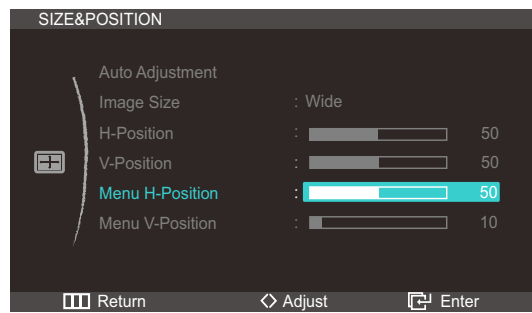 SIZE&POSITION
Auto Adjustment
Image Size : Wide
H-Position : 50
V-Position : 50
Menu H-Position : 50
Menu V-Position : 10
Return Adjust Enter